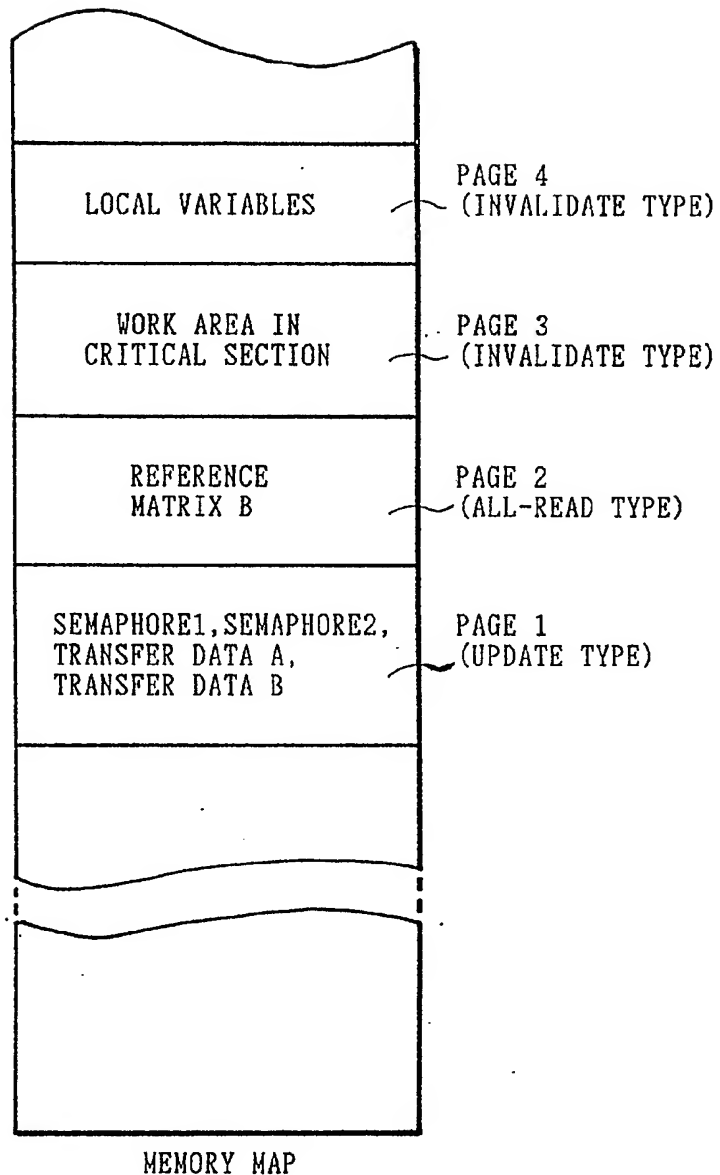 LOCAL VARIABLES
PAGE 4
(INVALIDATE TYPE)
WORK AREA IN
CRITICAL SECTION
PAGE 3
(INVALIDATE TYPE)
REFERENCE
MATRIX B
PAGE 2
(ALL-READ TYPE)
SEMAPHORE1,SEMAPHORE2,
TRANSFER DATA A,
TRANSFER DATA B
PAGE 1
(UPDATE TYPE)
MEMORY MAP